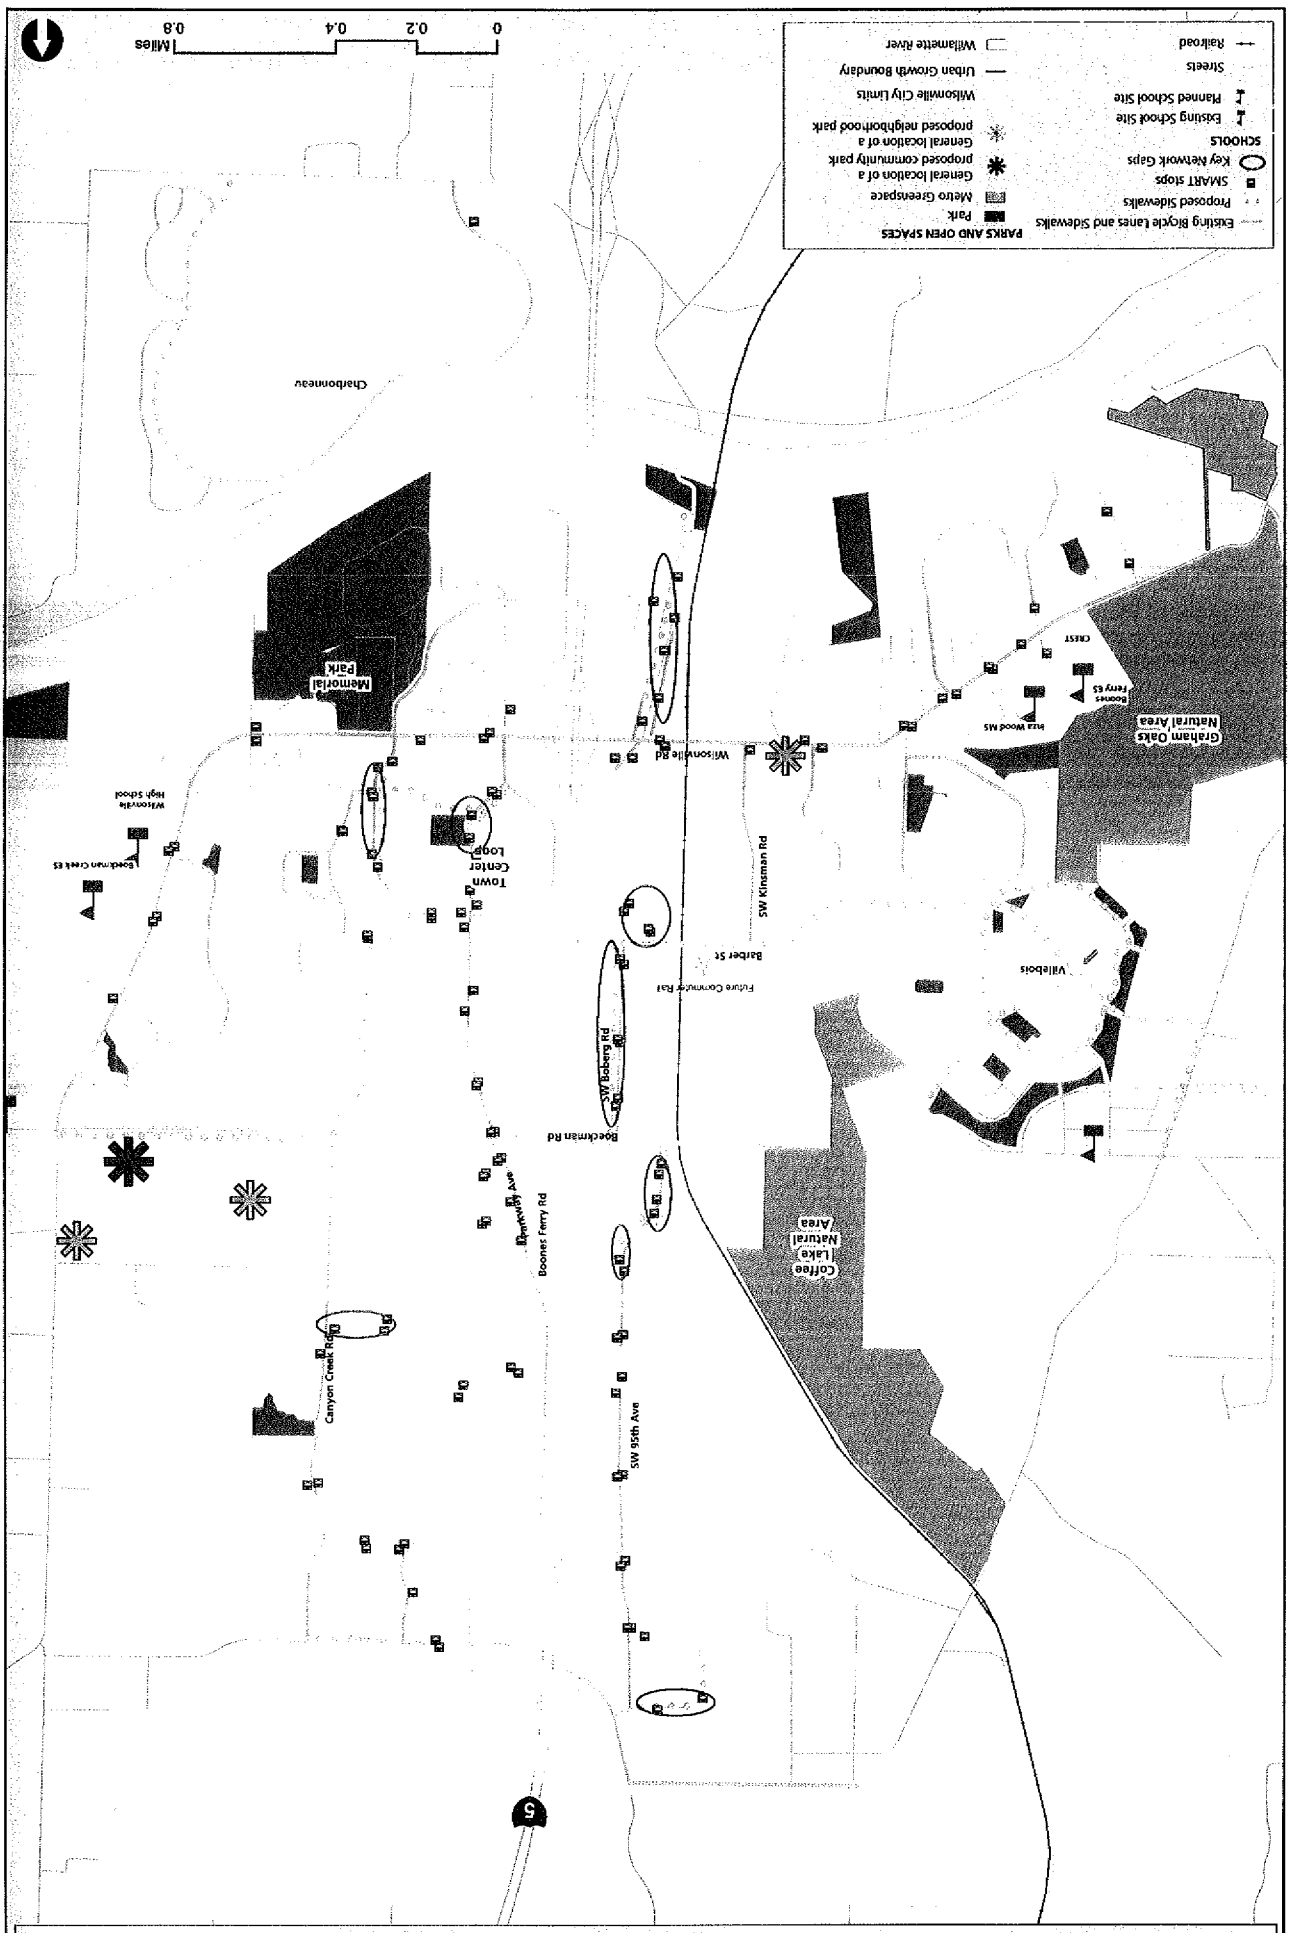 5
SW 95th Ave
Canyon Creek Rd
Coffee
Lake
Natural
Area
Boones Ferry Rd
Parkway Ave
Boeckman Rd
SW Boberg Rd
Villebois
Future Commuter Rail
Barber St
SW Kinsman Rd
Town
Center
Loop
Boeckman Creek ES
Wilsonville
High School
Wilsonville Rd
Graham Oaks
Natural Area
Inza Wood MS
Boones
Ferry ES
CREST
Memorial
Park
Charbonneau
Existing Bicycle Lanes and Sidewalks
Proposed Sidewalks
SMART stops
Key Network Gaps
SCHOOLS
Existing School Site
Planned School Site
Streets
Railroad
PARKS AND OPEN SPACES
Park
Metro Greenspace
General location of a
proposed community park
General location of a
proposed neighborhood park
Wilsonville City Limits
Urban Growth Boundary
Willamette River
0 0.2 0.4 0.8
Miles